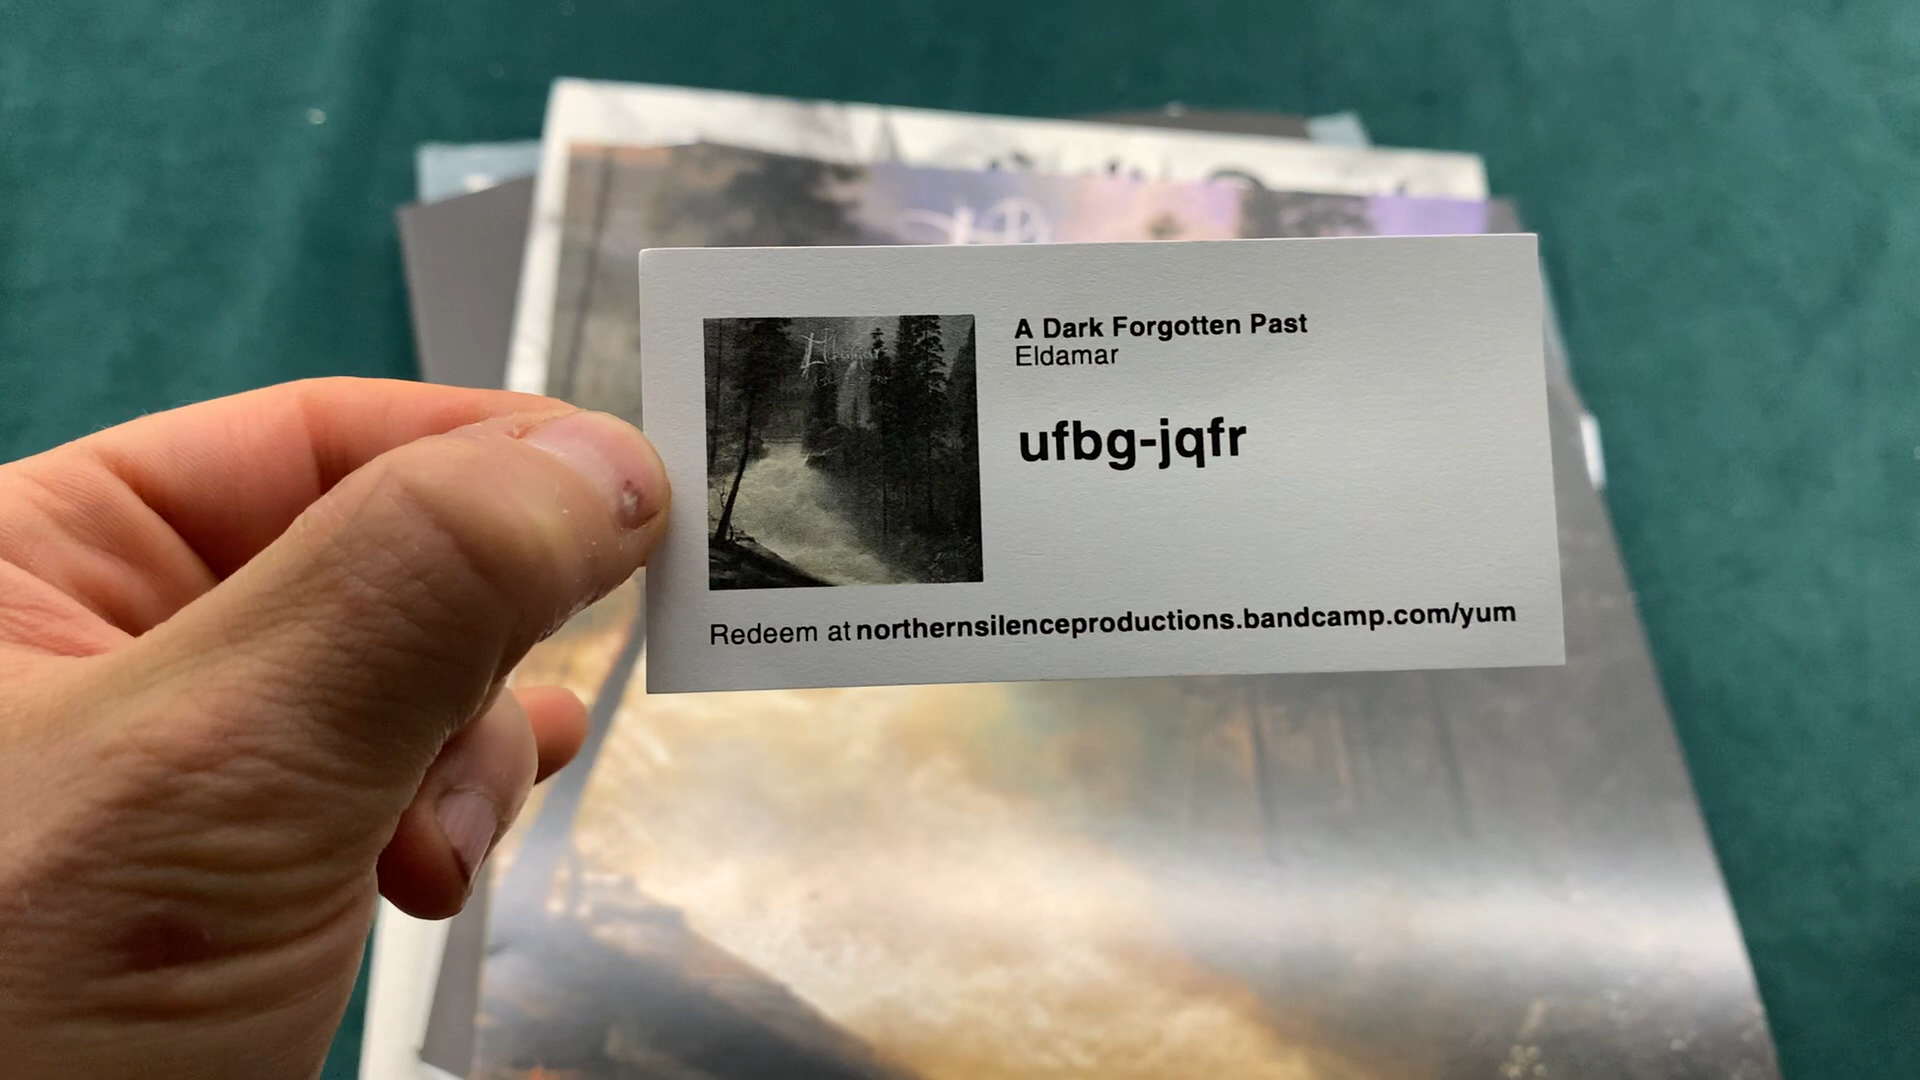 A Dark Forgotten Past
Eldamar
ufbg-jqfr
Redeem at northernsilenceproductions.bandcamp.com/yum